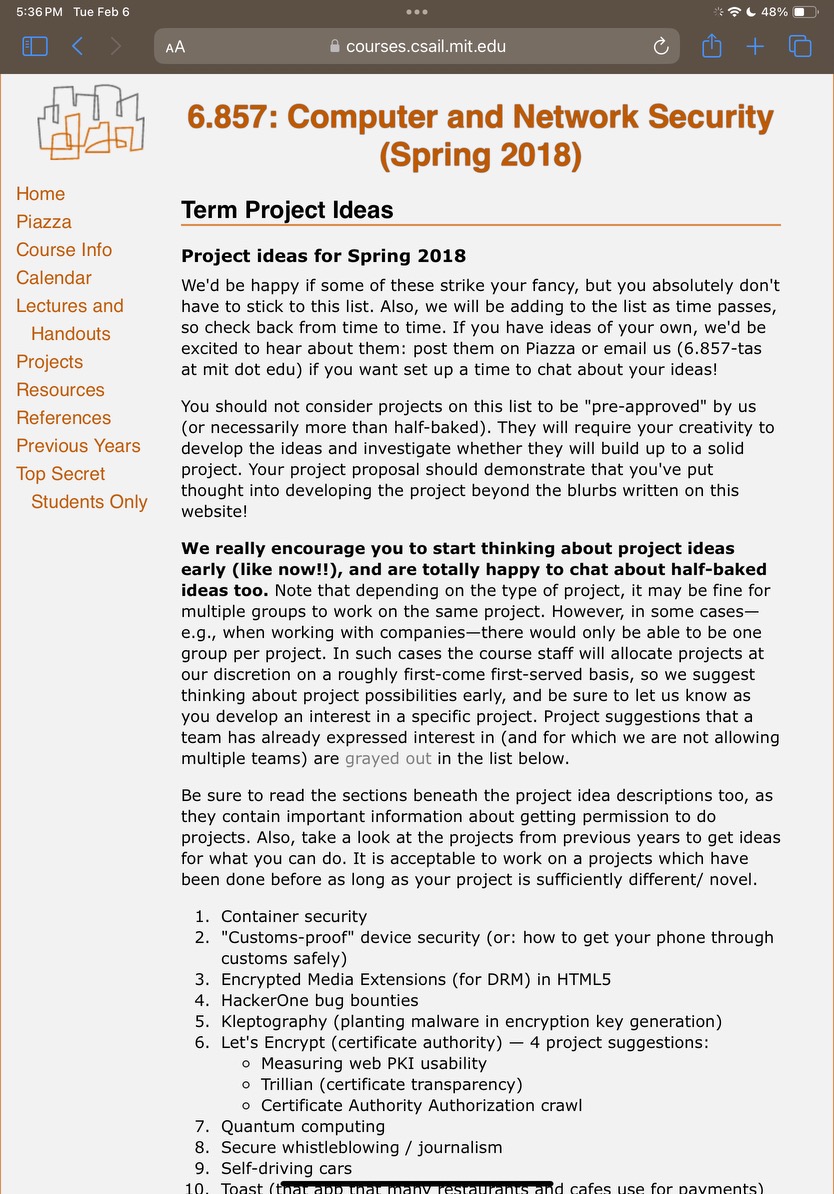 5:36 PM Tue Feb 6
48%
AA
courses.csail.mit.edu
6.857: Computer and Network Security
(Spring 2018)
Home
Piazza
Course Info
Calendar
Lectures and
Handouts
Projects
Resources
References
Previous Years
Top Secret
Students Only
Term Project Ideas
Project ideas for Spring 2018
We'd be happy if some of these strike your fancy, but you absolutely don't
have to stick to this list. Also, we will be adding to the list as time passes,
so check back from time to time. If you have ideas of your own, we'd be
excited to hear about them: post them on Piazza or email us (6.857-tas
at mit dot edu) if you want set up a time to chat about your ideas!
You should not consider projects on this list to be "pre-approved" by us
(or necessarily more than half-baked). They will require your creativity to
develop the ideas and investigate whether they will build up to a solid
project. Your project proposal should demonstrate that you've put
thought into developing the project beyond the blurbs written on this
website!
We really encourage you to start thinking about project ideas
early (like now!!), and are totally happy to chat about half-baked
ideas too. Note that depending on the type of project, it may be fine for
multiple groups to work on the same project. However, in some cases—
e.g., when working with companies—there would only be able to be one
group per project. In such cases the course staff will allocate projects at
our discretion on a roughly first-come first-served basis, so we suggest
thinking about project possibilities early, and be sure to let us know as
you develop an interest in a specific project. Project suggestions that a
team has already expressed interest in (and for which we are not allowing
multiple teams) are grayed out in the list below.
Be sure to read the sections beneath the project idea descriptions too, as
they contain important information about getting permission to do
projects. Also, take a look at the projects from previous years to get ideas
for what you can do. It is acceptable to work on a projects which have
been done before as long as your project is sufficiently different/ novel.
1. Container security
2. "Customs-proof" device security (or: how to get your phone through
customs safely)
3. Encrypted Media Extensions (for DRM) in HTML5
4. HackerOne bug bounties
5. Kleptography (planting malware in encryption key generation)
6. Let's Encrypt (certificate authority) — 4 project suggestions:
Measuring web PKI usability
Trillian (certificate transparency)
Certificate Authority Authorization crawl
7. Quantum computing
8. Secure whistleblowing / journalism
9. Self-driving cars
10. Toast (that app that many restaurants and cafes use for payments)